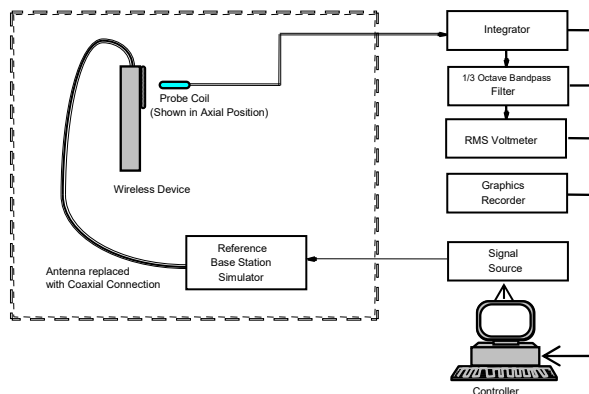 Integrator
1/3 Octave Bandpass
Filter
RMS Voltmeter
Graphics
Recorder
Signal
Source
Controller
Probe Coil
(Shown in Axial Position)
Wireless Device
Reference
Base Station
Simulator
Antenna replaced
with Coaxial Connection